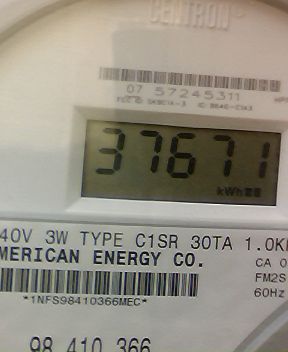 CENTRON
07 57245311
37671
kWh
40V 3W TYPE C1SR 30TA 1.0K
MERICAN ENERGY CO.
CA 0
FM2S
60Hz
*1NFS98410366MEC*
98 410 366